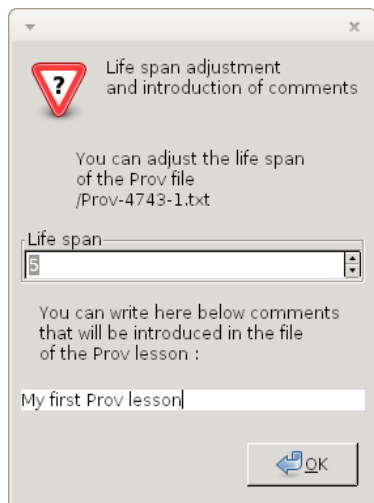 ?
Life span adjustment
and introduction of comments
You can adjust the life span
of the Prov file
/Prov-4743-1.txt
Life span
5
You can write here below comments
that will be introduced in the file
of the Prov lesson :
My first Prov lesson
OK